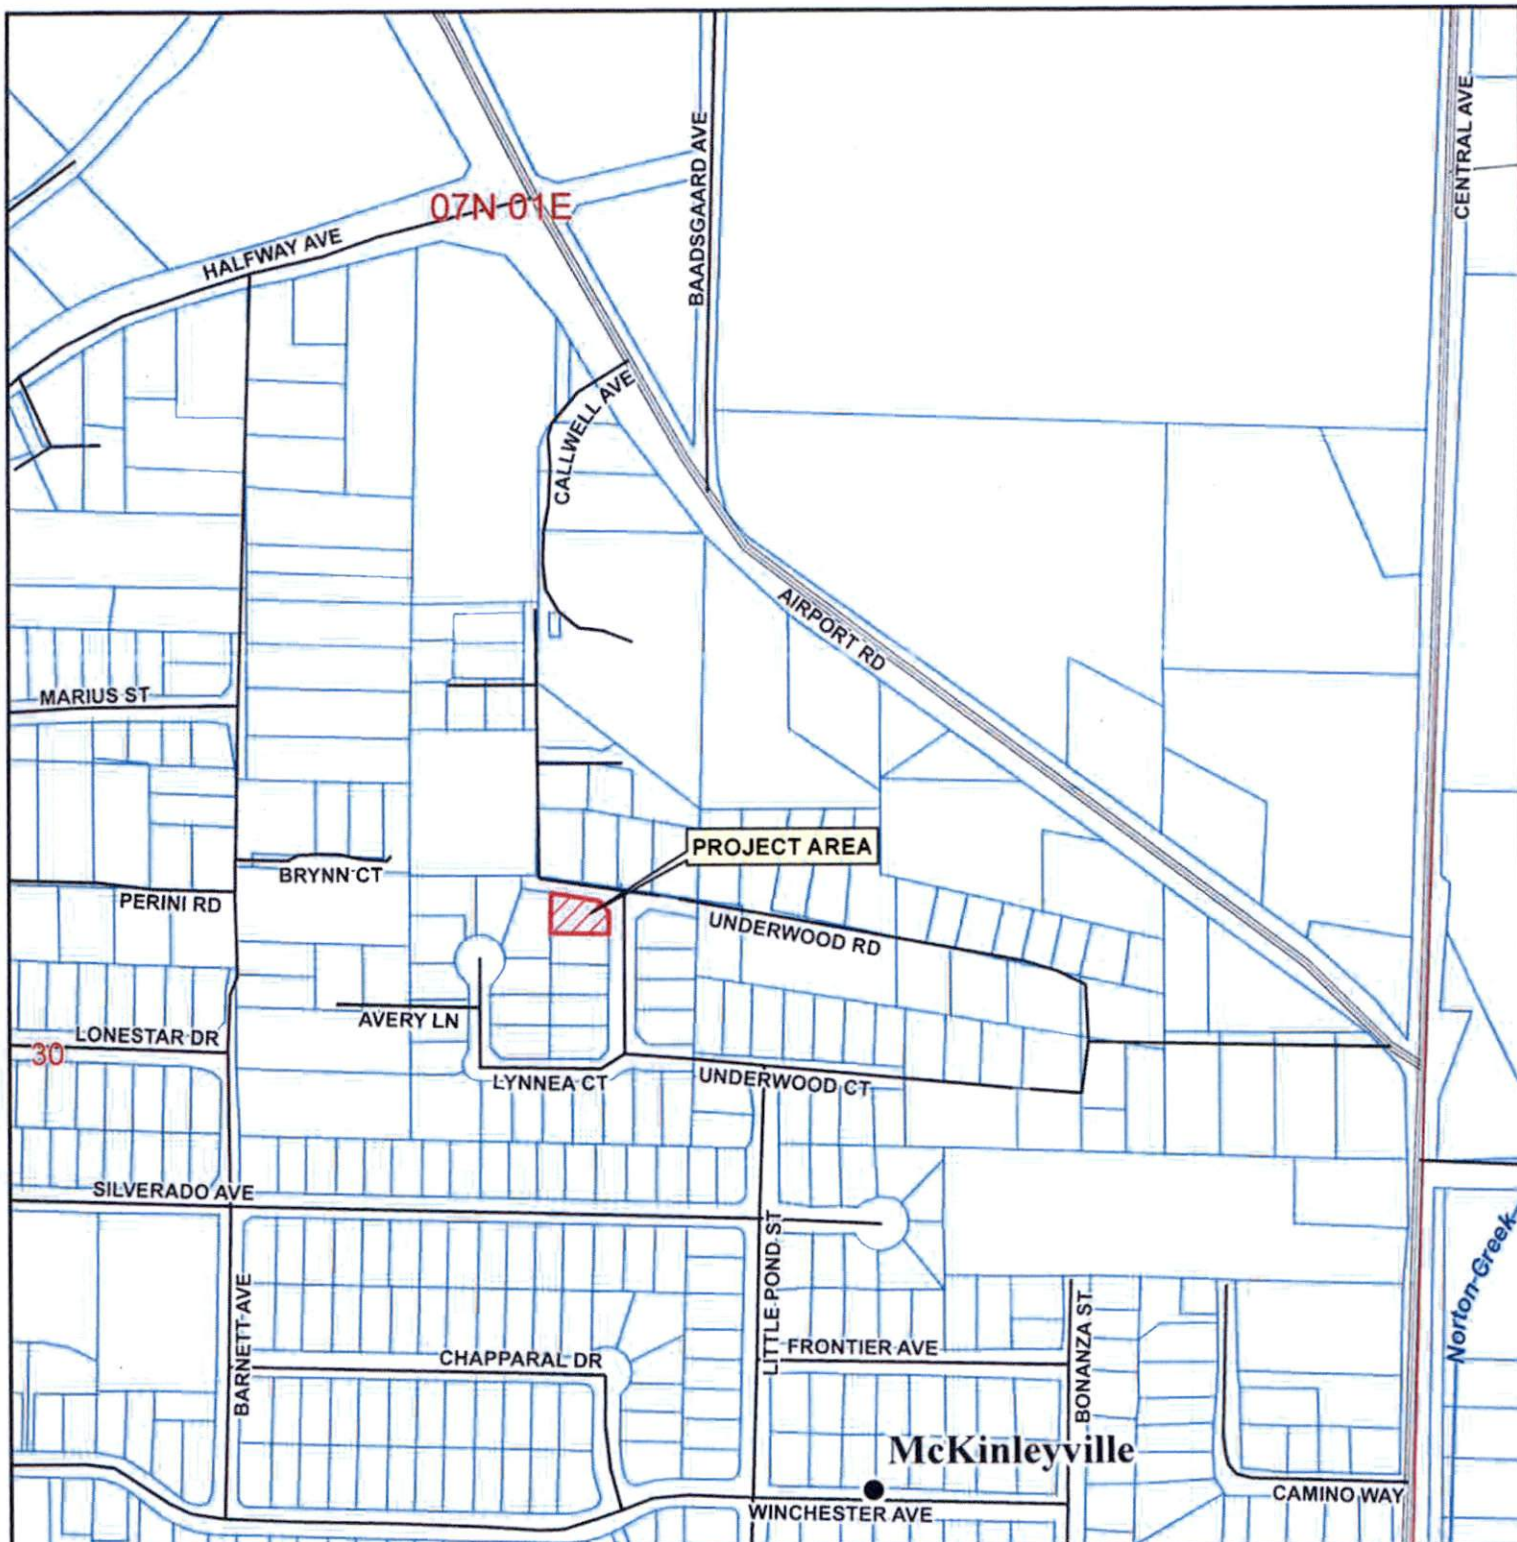 CENTRAL AVE
BAADSGAARD AVE
07N 01E
HALFWAY AVE
CALLWELL AVE
AIRPORT RD
MARIUS ST
PROJECT AREA
BRYNN CT
PERINI RD
UNDERWOOD RD
AVERY LN
LONESTAR DR
30
LYNNEA CT
UNDERWOOD CT
SILVERADO AVE
LITTLE POND ST
Norton Creek
BARNETT AVE
BONANZA ST
FRONTIER AVE
CHAPPARAL DR
McKinleyville
CAMINO WAY
WINCHESTER AVE